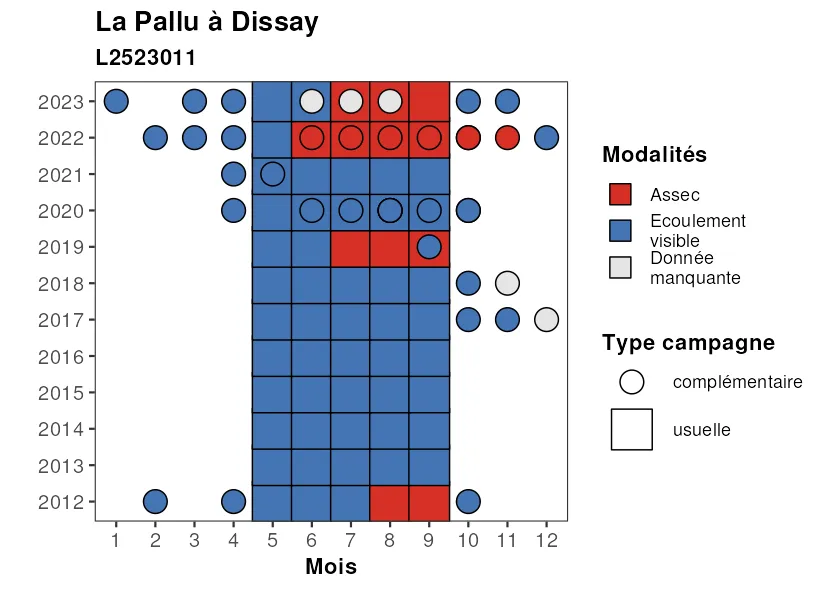 La Pallu à Dissay
L2523011
2023
2022
2021
2020
2019
2018
2017
2016
2015
2014
2013
2012
1 2 3 4 5 6 7 8 9 10 11 12
Mois
Modalités
Assec
Ecoulement
visible
Donnée
manquante
Type campagne
complémentaire
usuelle